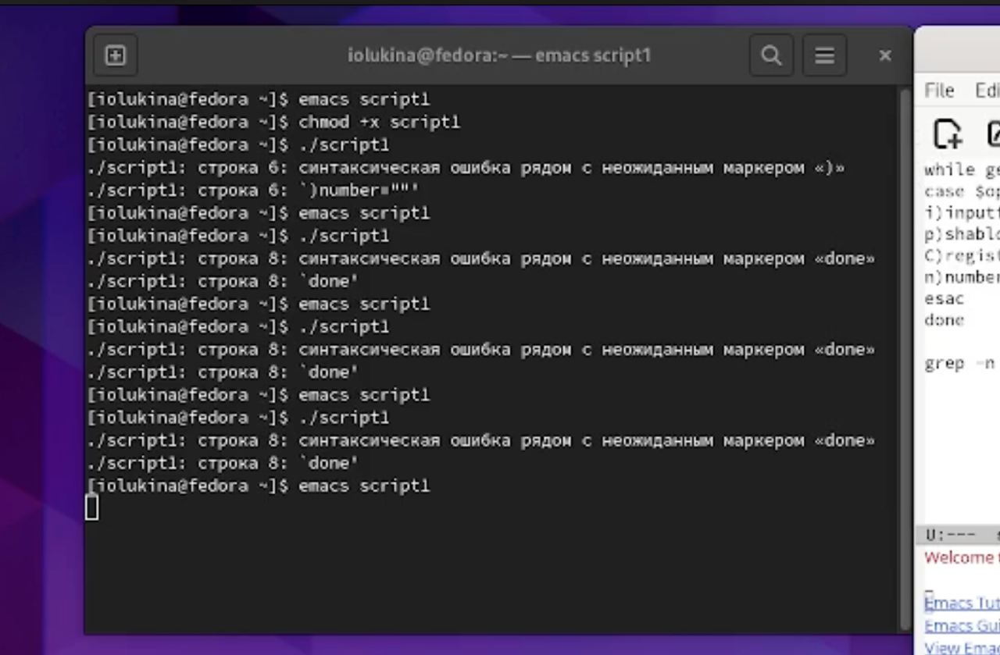 iolukina@fedora:~ — emacs script1
[iolukina@fedora ~]$ emacs script1
[iolukina@fedora ~]$ chmod +x script1
[iolukina@fedora ~]$ ./script1
./script1: строка 6: синтаксическая ошибка рядом с неожиданным маркером «)»
./script1: строка 6: `)number=""'
[iolukina@fedora ~]$ emacs script1
[iolukina@fedora ~]$ ./script1
./script1: строка 8: синтаксическая ошибка рядом с неожиданным маркером «done»
./script1: строка 8: `done'
[iolukina@fedora ~]$ emacs script1
[iolukina@fedora ~]$ ./script1
./script1: строка 8: синтаксическая ошибка рядом с неожиданным маркером «done»
./script1: строка 8: `done'
[iolukina@fedora ~]$ emacs script1
[iolukina@fedora ~]$ ./script1
./script1: строка 8: синтаксическая ошибка рядом с неожиданным маркером «done»
./script1: строка 8: `done'
[iolukina@fedora ~]$ emacs script1
File Edi
while ge
case $op
i)input
p)shablo
C)regist
n)number
esac
done
grep -n
U:---
Welcome
Emacs Tut
Emacs Gui
View Emac